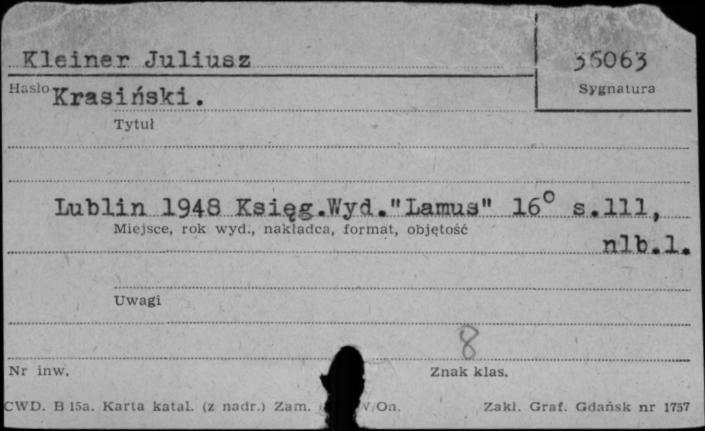 Kleiner Juliusz
35063
Hasło Krasiński.
Sygnatura
Tytuł
Lublin 1948 Księg.Wyd."Lamus" 16° s.111,
Miejsce, rok wyd., nakładca, format, objętość
nlb.1.
Uwagi
8
Nr inw.
Znak klas.
CWD. B 15a. Karta katal. (z nadr.) Zam. W/On.
Zakł. Graf. Gdańsk nr 1757